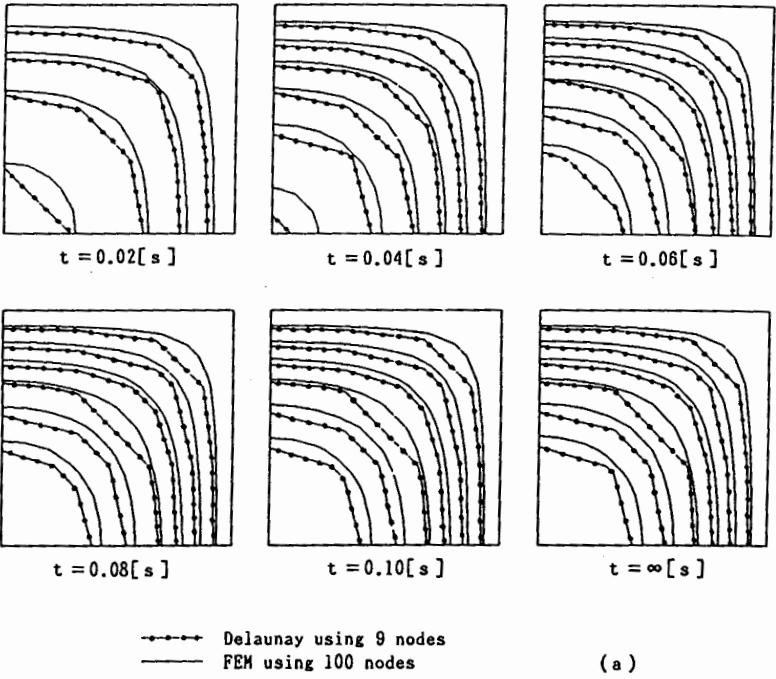 t = 0.02[ s ]
t = 0.04[ s ]
t = 0.06[ s ]
t = 0.08[ s ]
t = 0.10[ s ]
t = ∞[ s ]
Delaunay using 9 nodes
FEM using 100 nodes
(a)